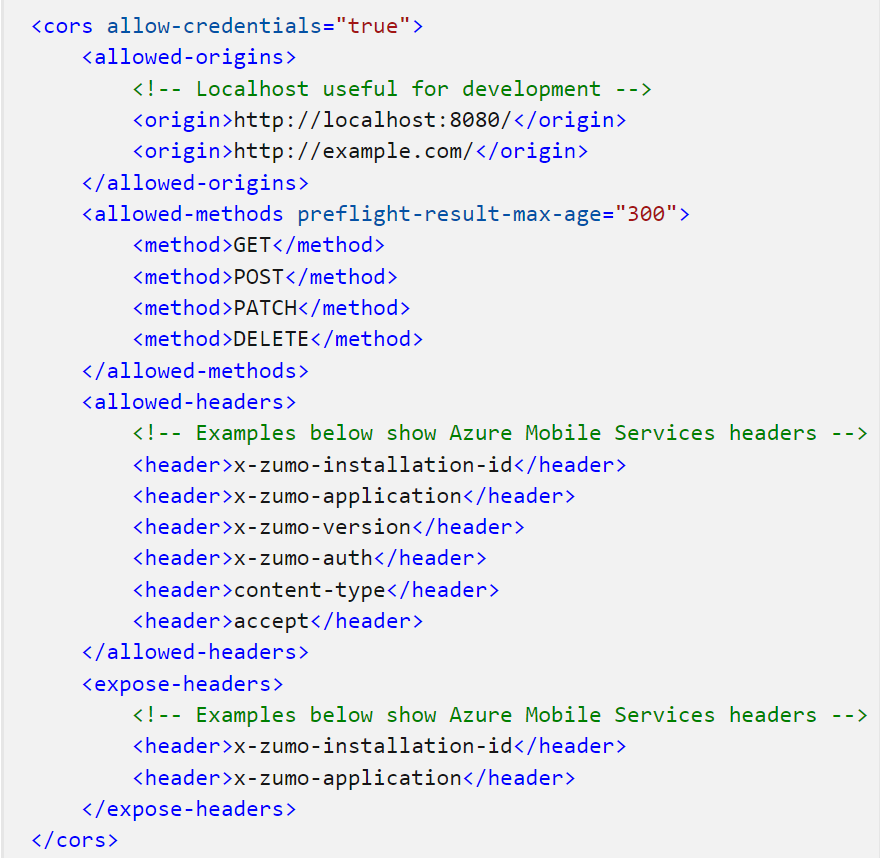 <cors allow-credentials="true">
    <allowed-origins>
        <!-- Localhost useful for development -->
        <origin>http://localhost:8080/</origin>
        <origin>http://example.com/</origin>
    </allowed-origins>
    <allowed-methods preflight-result-max-age="300">
        <method>GET</method>
        <method>POST</method>
        <method>PATCH</method>
        <method>DELETE</method>
    </allowed-methods>
    <allowed-headers>
        <!-- Examples below show Azure Mobile Services headers -->
        <header>x-zumo-installation-id</header>
        <header>x-zumo-application</header>
        <header>x-zumo-version</header>
        <header>x-zumo-auth</header>
        <header>content-type</header>
        <header>accept</header>
    </allowed-headers>
    <expose-headers>
        <!-- Examples below show Azure Mobile Services headers -->
        <header>x-zumo-installation-id</header>
        <header>x-zumo-application</header>
    </expose-headers>
</cors>